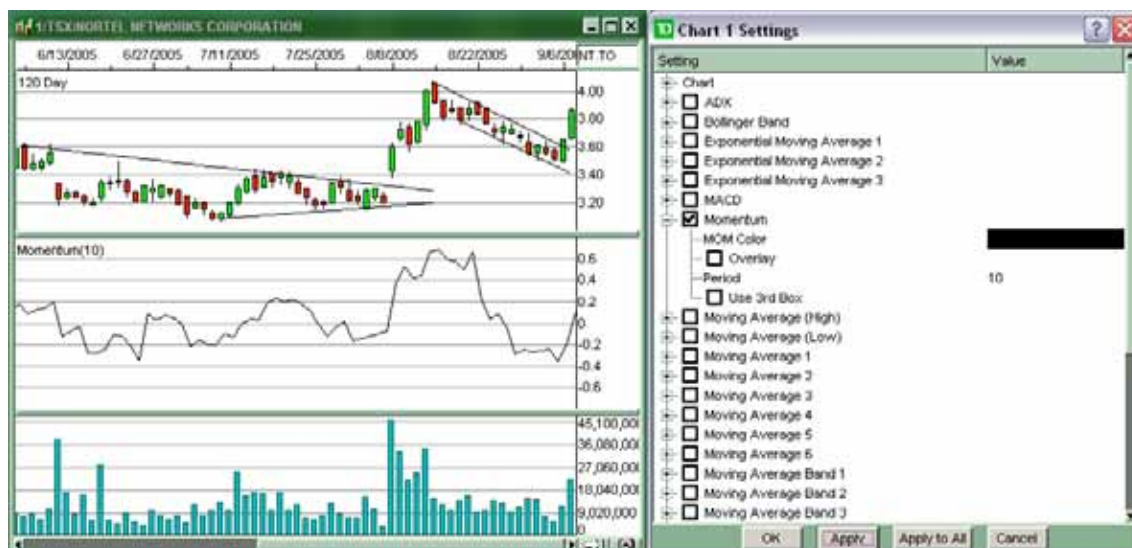 1/TSX/NORTEL NETWORKS CORPORATION
6/13/2005 6/27/2005 7/11/2005 7/25/2005 8/8/2005 8/22/2005 9/6/20 NT.TO
120 Day
4.00
3.80
3.60
3.40
3.20
Momentum(10)
0.6
0.4
0.2
0
-0.2
-0.4
-0.6
45,100,00
36,080,000
27,060,000
18,040,000
9,020,000
0
Chart 1 Settings
Setting Value
Chart
ADX
Bollinger Band
Exponential Moving Average 1
Exponential Moving Average 2
Exponential Moving Average 3
MACD
Momentum
MOM Color
Overlay
Period 10
Use 3rd Box
Moving Average (High)
Moving Average (Low)
Moving Average 1
Moving Average 2
Moving Average 3
Moving Average 4
Moving Average 5
Moving Average 6
Moving Average Band 1
Moving Average Band 2
Moving Average Band 3
OK Apply Apply to All Cancel